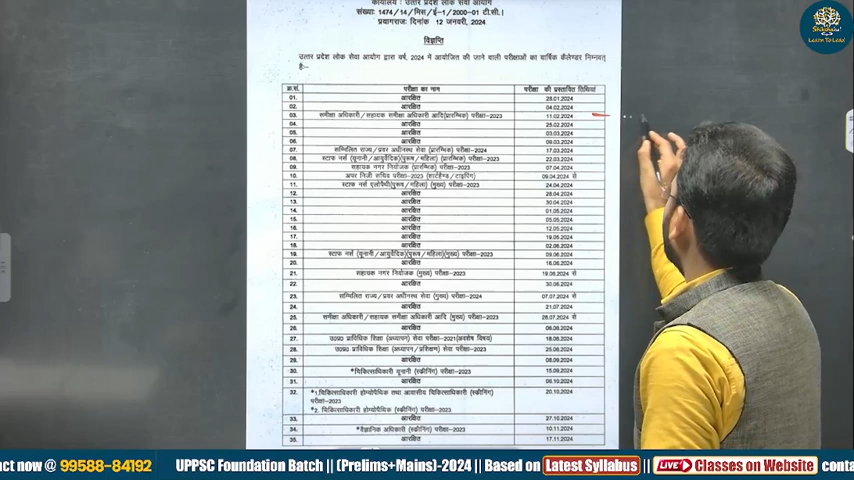 कार्यालय : उत्तर प्रदेश लोक सेवा आयोग
संख्या: 1474/14/मिस/ई-1/2000-01 टी.सी.।
प्रयागराज: दिनांक 12 जनवरी, 2024
विज्ञप्ति
उत्तर प्रदेश लोक सेवा आयोग द्वारा वर्ष, 2024 में आयोजित की जाने वाली परीक्षाओं का वार्षिक कैलेण्डर निम्नवत्
है:-
क्र.सं. परीक्षा का नाम परीक्षा की प्रस्तावित तिथियां
01. आरक्षित 28.01.2024
02. आरक्षित 04.02.2024
03. समीक्षा अधिकारी/सहायक समीक्षा अधिकारी आदि(प्रारम्भिक) परीक्षा-2023 11.02.2024
04. आरक्षित 25.02.2024
05. आरक्षित 03.03.2024
06. आरक्षित 09.03.2024
07. सम्मिलित राज्य/प्रवर अधीनस्थ सेवा (प्रारम्भिक) परीक्षा-2024 17.03.2024
08. स्टाफ नर्स (यूनानी/आयुर्वेदिक)(पुरूष/महिला) (प्रारम्भिक) परीक्षा-2023 22.03.2024
09. सहायक नगर नियोजक (प्रारम्भिक) परीक्षा-2023 07.04.2024
10. अपर निजी सचिव परीक्षा-2023 (शार्टहैण्ड/टाइपिंग) 09.04.2024 से
11. स्टाफ नर्स एलोपैथी(पुरूष/महिला) (मुख्य) परीक्षा-2023 24.04.2024
12. आरक्षित 28.04.2024
13. आरक्षित 30.04.2024
14. आरक्षित 01.05.2024
15. आरक्षित 05.05.2024
16. आरक्षित 12.05.2024
17. आरक्षित 19.05.2024
18. आरक्षित 02.06.2024
19. स्टाफ नर्स (यूनानी/आयुर्वेदिक)(पुरूष/महिला)(मुख्य) परीक्षा-2023 09.06.2024
20. आरक्षित 16.06.2024
21. सहायक नगर नियोजक (मुख्य) परीक्षा-2023 19.06.2024 से
22. आरक्षित 30.06.2024
23. सम्मिलित राज्य/प्रवर अधीनस्थ सेवा (मुख्य) परीक्षा-2024 07.07.2024 से
24. आरक्षित 21.07.2024
25. समीक्षा अधिकारी/सहायक समीक्षा अधिकारी आदि (मुख्य) परीक्षा-2023 28.07.2024 से
26. आरक्षित 06.08.2024
27. उ0प्र0 प्राविधिक शिक्षा (अध्यापन) सेवा परीक्षा-2021(अवशेष विषय) 18.08.2024
28. उ0प्र0 प्राविधिक शिक्षा (अध्यापन/प्रशिक्षण) सेवा परीक्षा-2023 25.08.2024
29. आरक्षित 08.09.2024
30. *चिकित्साधिकारी यूनानी (स्क्रीनिंग) परीक्षा-2023 15.09.2024
31. आरक्षित 06.10.2024
32. *1.चिकित्साधिकारी होम्योपैथिक तथा आवासीय चिकित्साधिकारी (स्क्रीनिंग) 20.10.2024
परीक्षा-2023
*2. चिकित्साधिकारी होम्योपैथिक (स्क्रीनिंग) परीक्षा-2023
33. आरक्षित 27.10.2024
34. *वैज्ञानिक अधिकारी (स्क्रीनिंग) परीक्षा-2023 10.11.2024
35. आरक्षित 17.11.2024
Learn To Lead
act now @ 99588-84192 UPPSC Foundation Batch || (Prelims+Mains)-2024 || Based on Latest Syllabus || LIVE Classes on Website conta